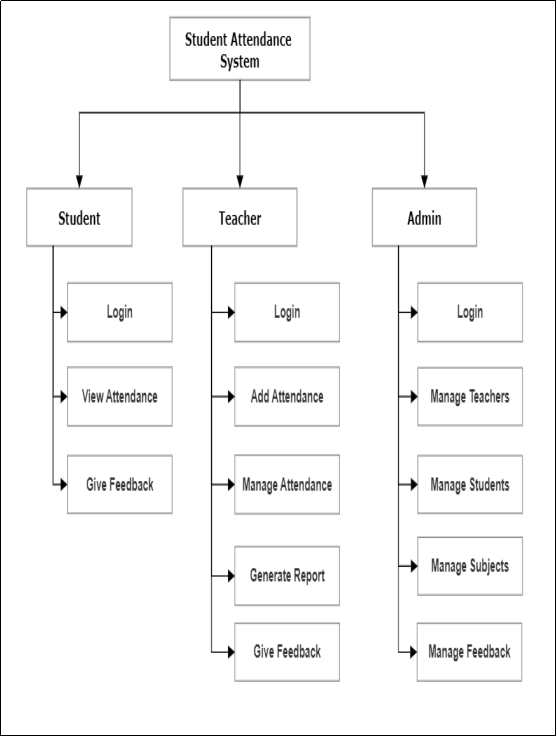 Student Attendance
System
Student
Teacher
Admin
Login
Login
Login
View Attendance
Add Attendance
Manage Teachers
Give Feedback
Manage Attendance
Manage Students
Generate Report
Manage Subjects
Give Feedback
Manage Feedback